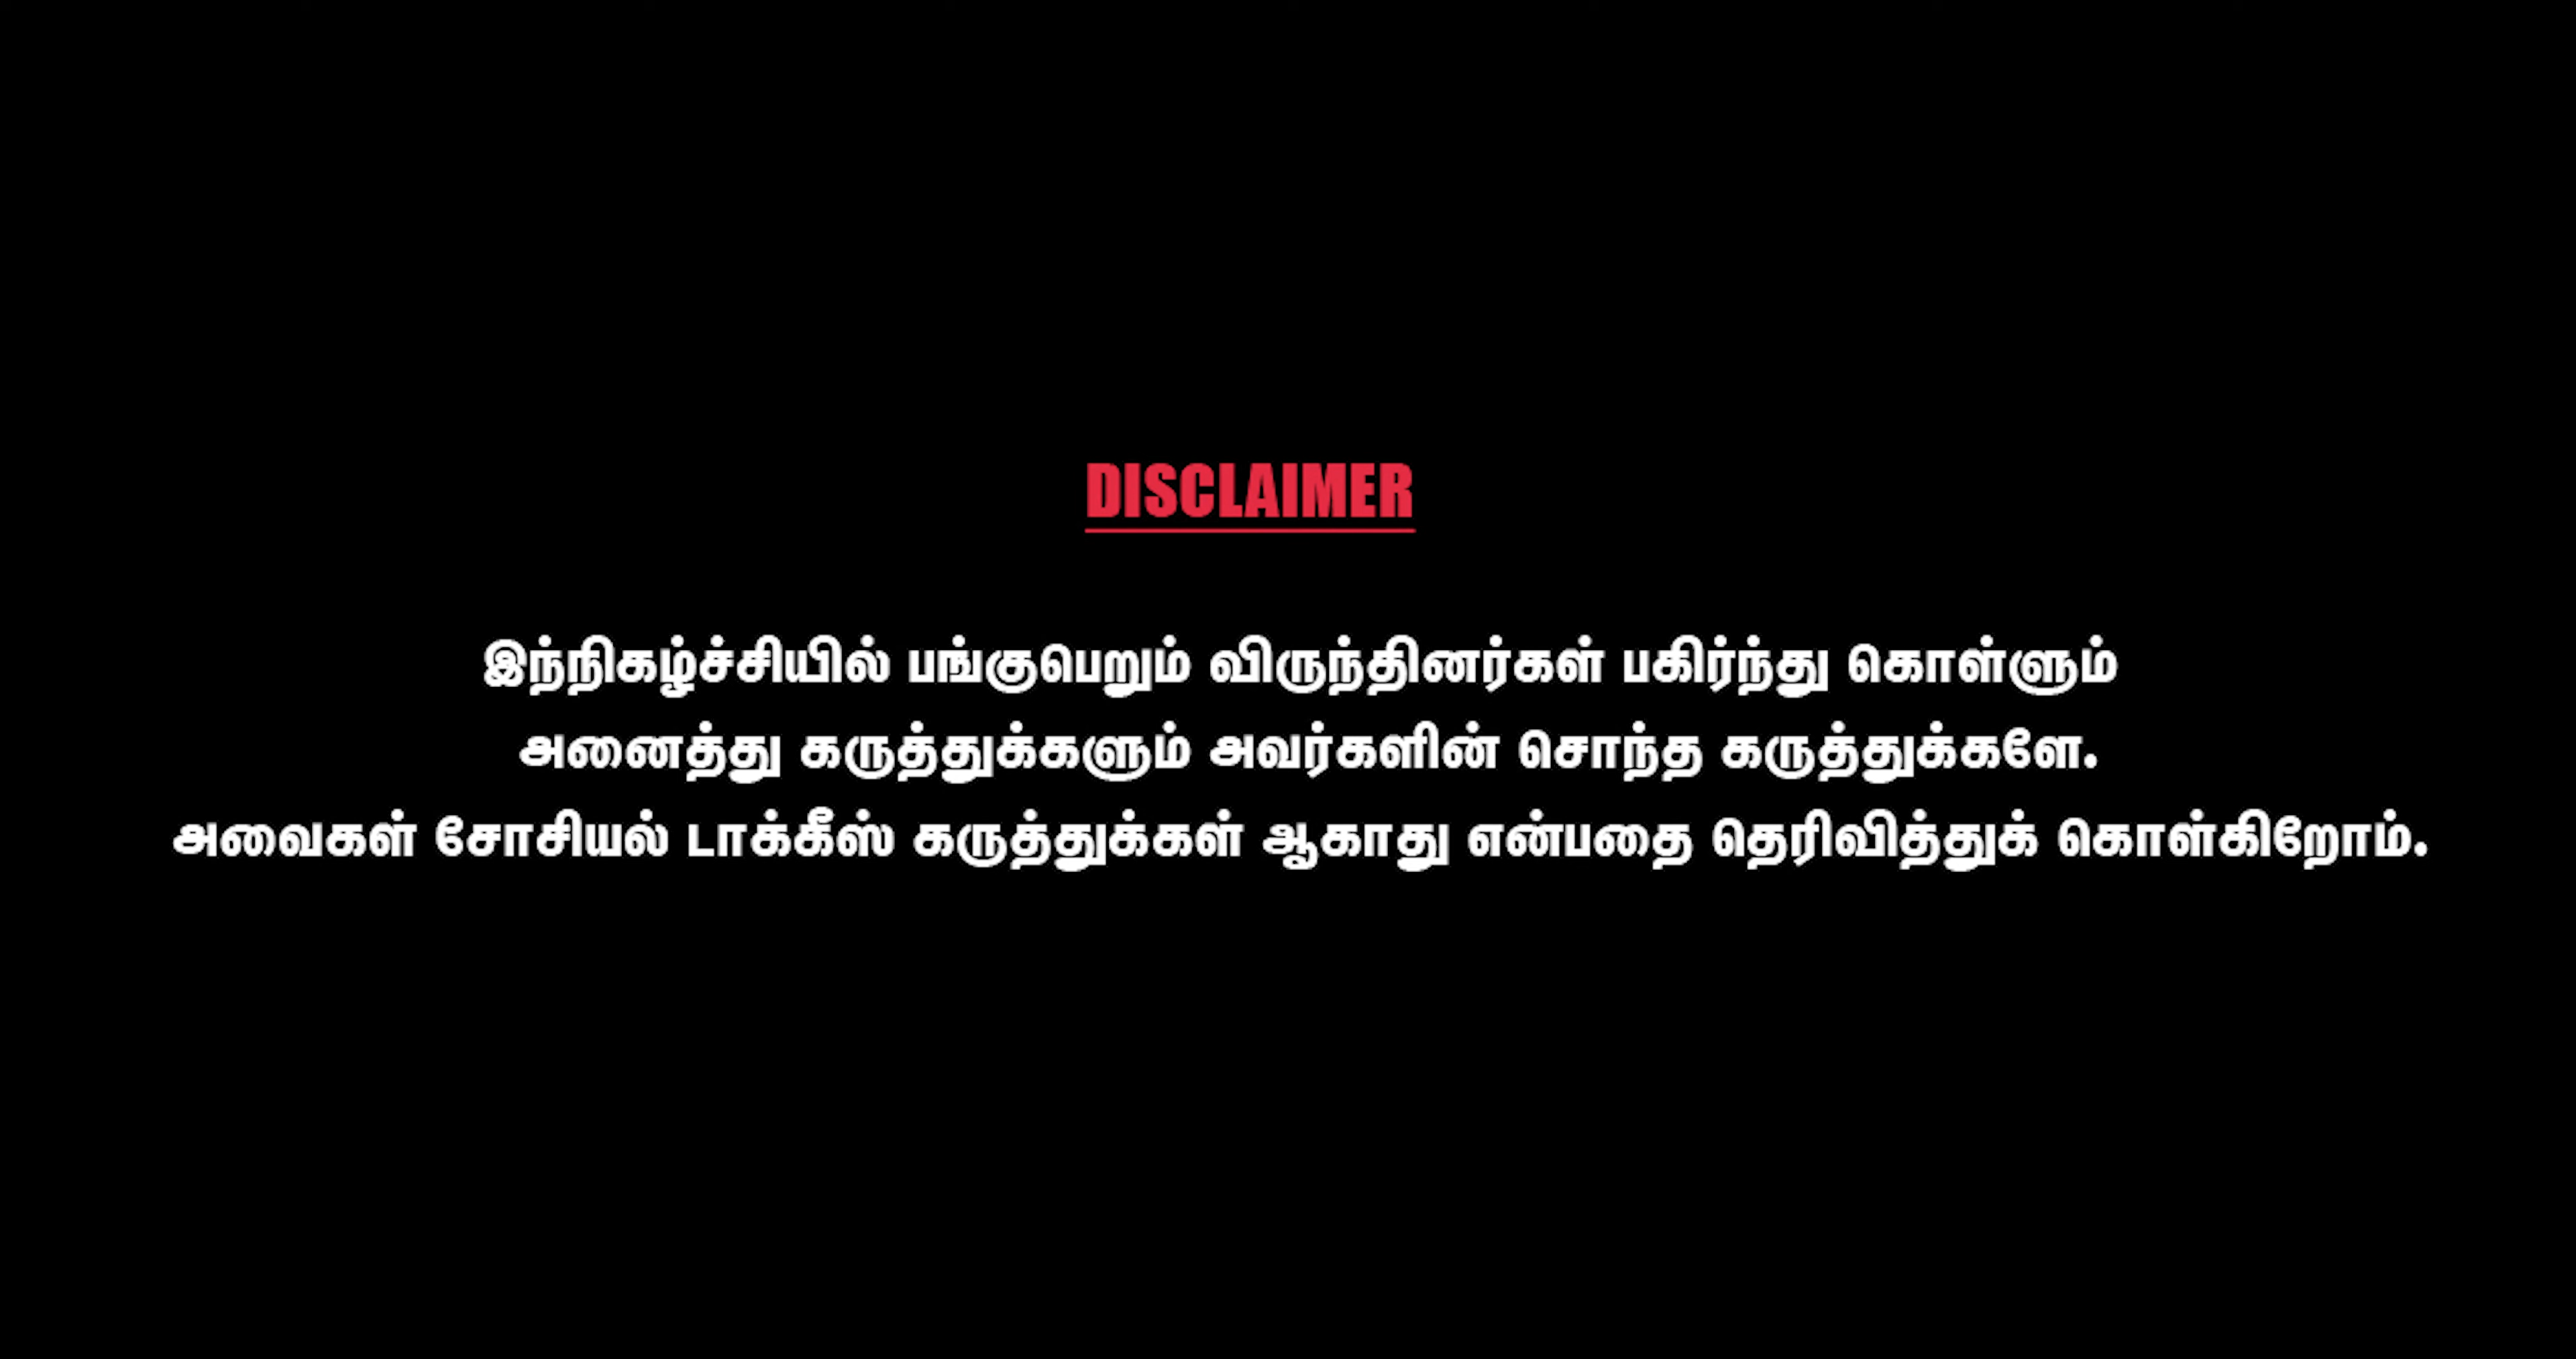 DISCLAIMER
இந்நிகழ்ச்சியில் பங்குபெறும் விருந்தினர்கள் பகிர்ந்து கொள்ளும்
அனைத்து கருத்துக்களும் அவர்களின் சொந்த கருத்துக்களே.
அவைகள் சோசியல் டாக்கீஸ் கருத்துக்கள் ஆகாது என்பதை தெரிவித்துக் கொள்கிறோம்.